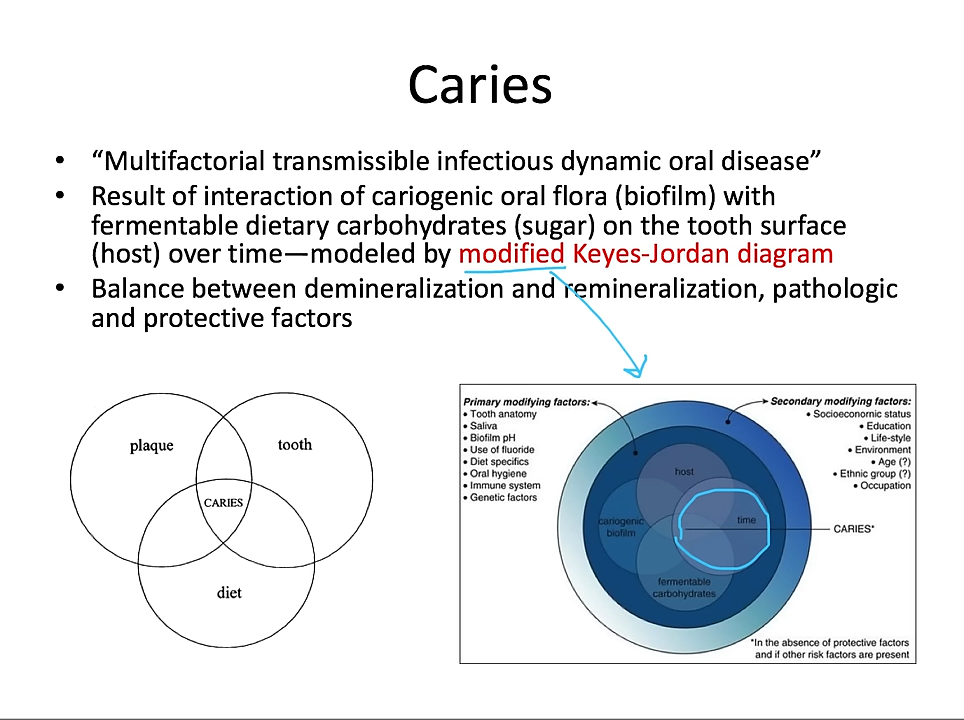 Caries
• “Multifactorial transmissible infectious dynamic oral disease”
• Result of interaction of cariogenic oral flora (biofilm) with
fermentable dietary carbohydrates (sugar) on the tooth surface
(host) over time—modeled by modified Keyes-Jordan diagram
• Balance between demineralization and remineralization, pathologic
and protective factors
plaque
tooth
CARIES
diet
Primary modifying factors:
• Tooth anatomy
• Saliva
• Biofilm pH
• Use of fluoride
• Diet specifics
• Oral hygiene
• Immune system
• Genetic factors
Secondary modifying factors:
• Socioeconomic status
• Education
• Life-style
• Environment
• Age (?)
• Ethnic group (?)
• Occupation
host
cariogenic
biofilm
time
fermentable
carbohydrates
CARIES*
*In the absence of protective factors
and if other risk factors are present